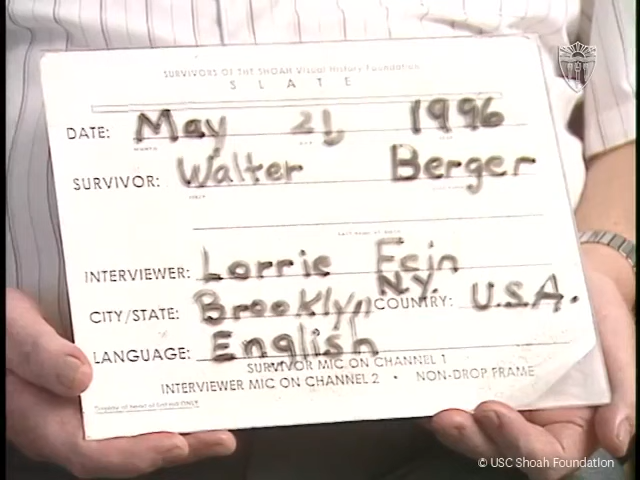 SURVIVORS OF THE SHOAH Visual History Foundation
SLATE
DATE: May 21 1996
SURVIVOR: Walter Berger
INTERVIEWER: Lorrie Fein
CITY/STATE: Brooklyn N.Y. COUNTRY: U.S.A.
LANGUAGE: English
SURVIVOR MIC ON CHANNEL 1
INTERVIEWER MIC ON CHANNEL 2 • NON-DROP FRAME
© USC Shoah Foundation